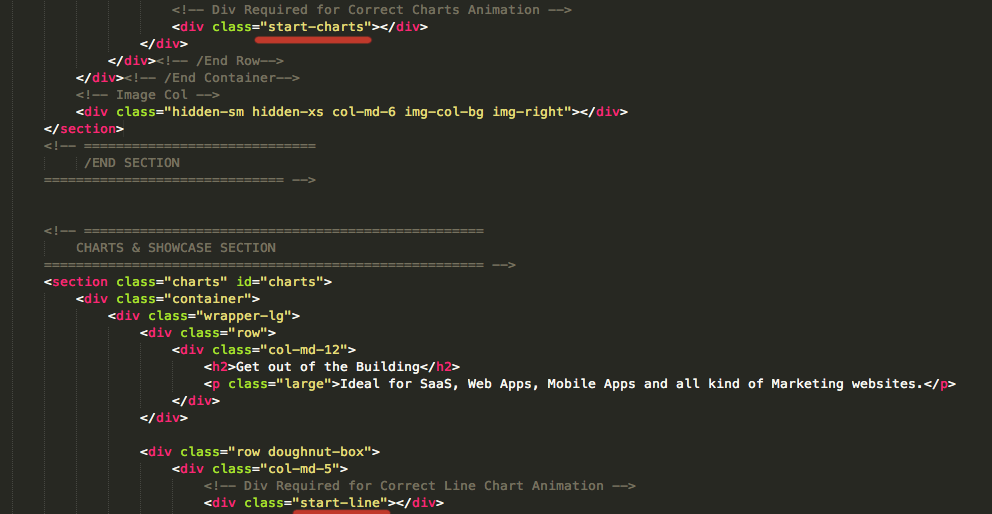 <!-- Div Required for Correct Charts Animation -->
<div class="start-charts"></div>
</div>
</div><!-- /End Row-->
</div><!-- /End Container-->
<!-- Image Col -->
<div class="hidden-sm hidden-xs col-md-6 img-col-bg img-right"></div>
</section>
<!-- =============================
/END SECTION
============================== -->
<!-- ==================================================
CHARTS & SHOWCASE SECTION
======================================================= -->
<section class="charts" id="charts">
<div class="container">
<div class="wrapper-lg">
<div class="row">
<div class="col-md-12">
<h2>Get out of the Building</h2>
<p class="large">Ideal for SaaS, Web Apps, Mobile Apps and all kind of Marketing websites.</p>
</div>
</div>
<div class="row doughnut-box">
<div class="col-md-5">
<!-- Div Required for Correct Line Chart Animation -->
<div class="start-line"></div>